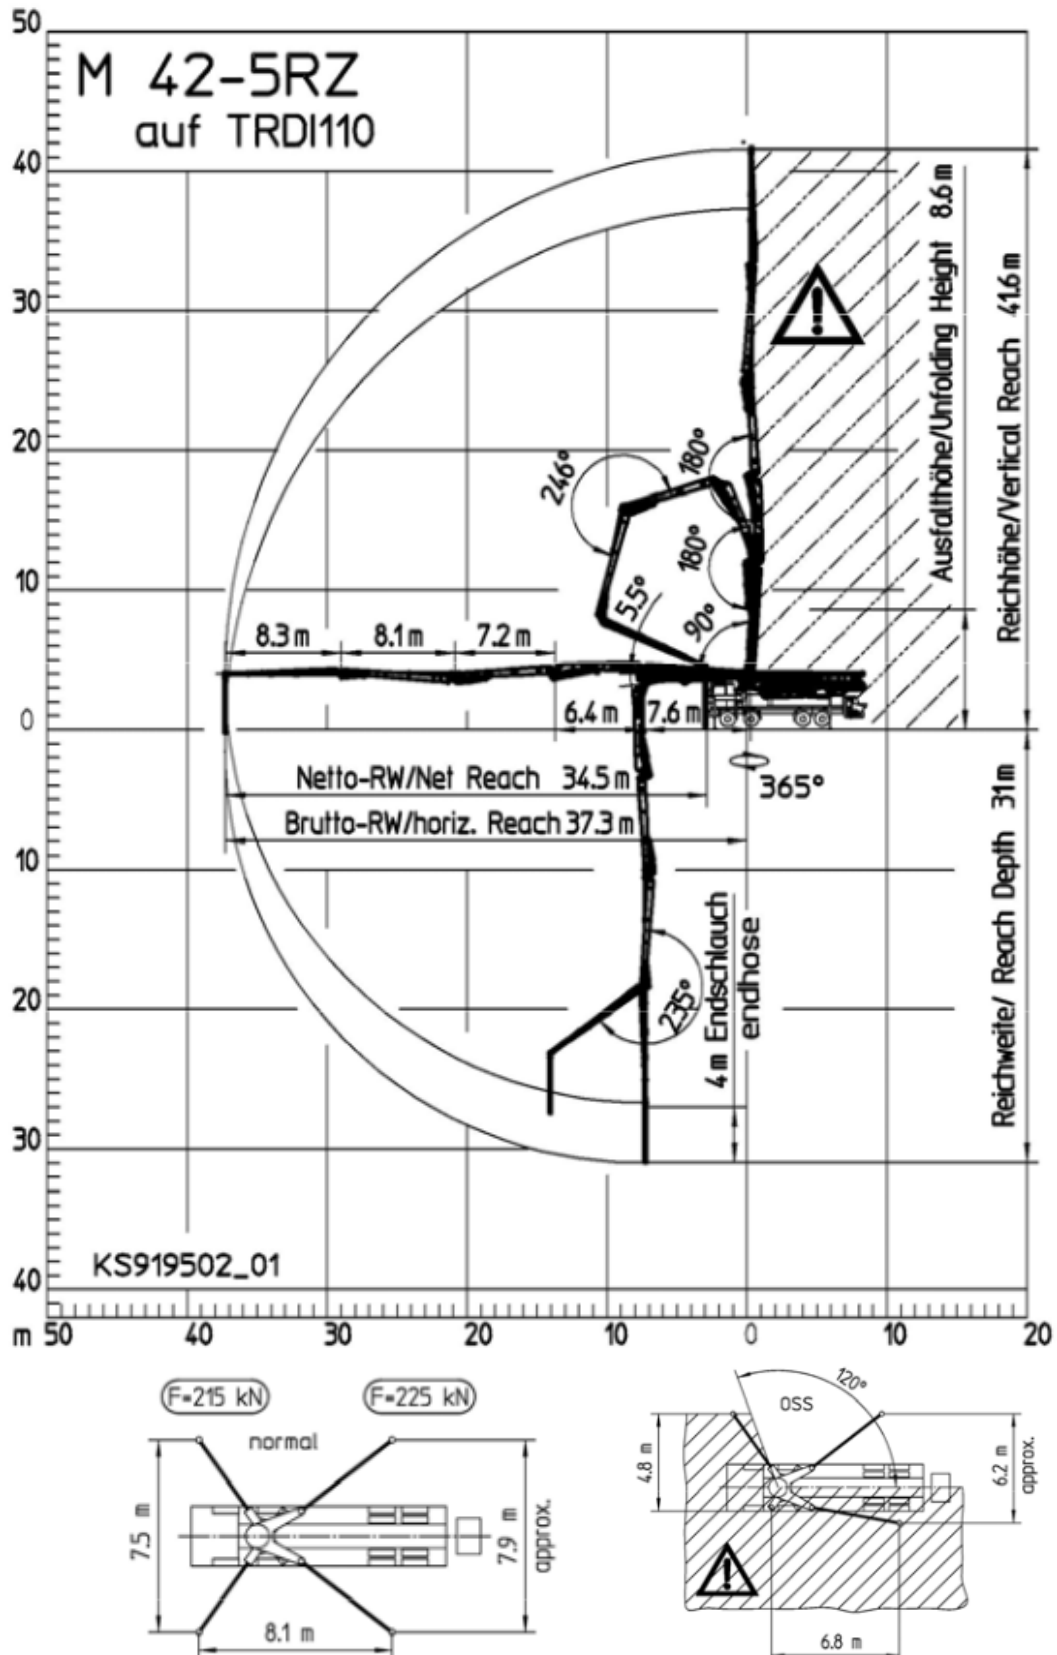 50
M 42-5RZ
auf TRDI110
40
30
20
10
0
10
20
30
40
Ausfalthöhe/Unfolding Height 8.6 m
Reichhöhe/Vertical Reach 41.6 m
246°
180°
180°
5.5°
90°
8.3 m 8.1 m 7.2 m
6.4 m 7.6 m
Netto-RW/Net Reach 34.5 m
365°
Brutto-RW/horiz. Reach 37.3 m
235°
4 m Endschlauch
endhose
Reichweite/ Reach Depth 31 m
KS919502_01
m 50 40 30 20 10 0 10 20
F=215 kN F=225 kN
normal
7.5 m
7.9 m
approx.
8.1 m
120°
OSS
4.8 m
6.2 m
approx.
6.8 m